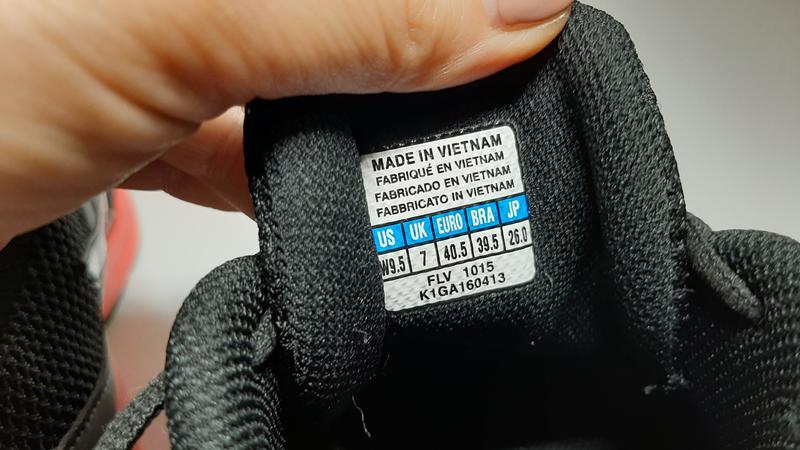 MADE IN VIETNAM
FABRIQUÉ EN VIETNAM
FABRICADO EN VIETNAM
FABBRICATO IN VIETNAM
US UK EURO BRA JP
W9.5 7 40.5 39.5 26.0
FLV 1015
K1GA160413